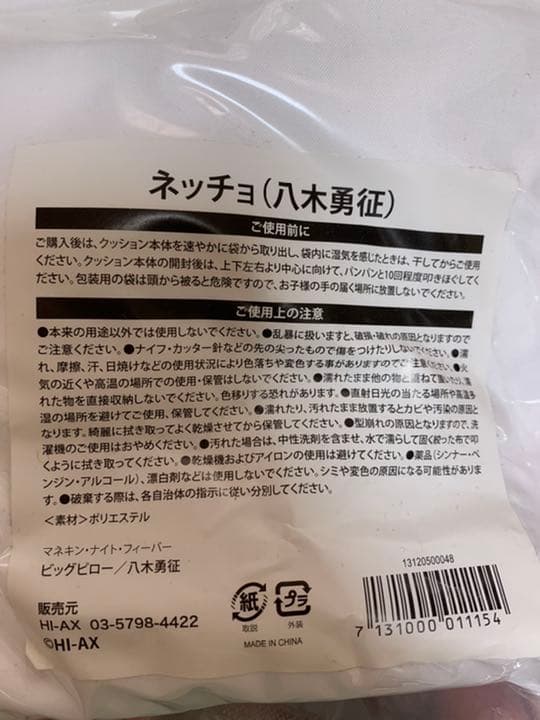 ネッチョ(八木勇征)
ご使用前に
ご購入後は、クッション本体を速やかに袋から取り出し、袋内に湿気を感じたときは、干してからご使用
ください。クッション本体の開封後は、上下左右より中心に向けて、パンパンと10回程度叩きほぐしてく
ださい。包装用の袋は頭から被ると危険ですので、お子様の手の届く場所に放置しないでください。
ご使用上の注意
●本来の用途以外では使用しないでください。●乱暴に扱いますと、破損・破れの原因となりますので
ご注意ください。●ナイフ・カッター針などの先の尖ったもので傷をつけたりしないでください。●濡
れ、摩擦、汗、日焼けなどの使用状況により色落ちや変色する事がありますのでご注意ください。●火
気の近くや高温の場所での使用・保管はしないでください。●濡れたまま他の物と重ねて置いたり、濡
れた物を直接収納しないでください。色移りする恐れがあります。●直射日光の当たる場所や高温多
湿の場所を避けてご使用、保管してください。●濡れたり、汚れたまま放置するとカビや汚染の原因と
なります。綺麗に拭き取ってよく乾燥させてから保管してください。●型崩れの原因となりますので、洗
濯機のご使用はおやめください。●汚れた場合は、中性洗剤を含ませ、水で濡らして固く絞った布で叩
くように拭き取ってください。●乾燥機およびアイロンの使用は避けてください。●薬品(シンナー・ベ
ンジン・アルコール)、漂白剤などは使用しないでください。シミや変色の原因になる可能性がありま
す。●破棄する際は、各自治体の指示に従い分別してください。
<素材>ポリエステル
マネキン・ナイト・フィーバー
ビッグピロー/八木勇征
13120500048
販売元
HI-AX 03-5798-4422
©HI-AX
紙
取説
プラ
外装
MADE IN CHINA
7 131000 011154